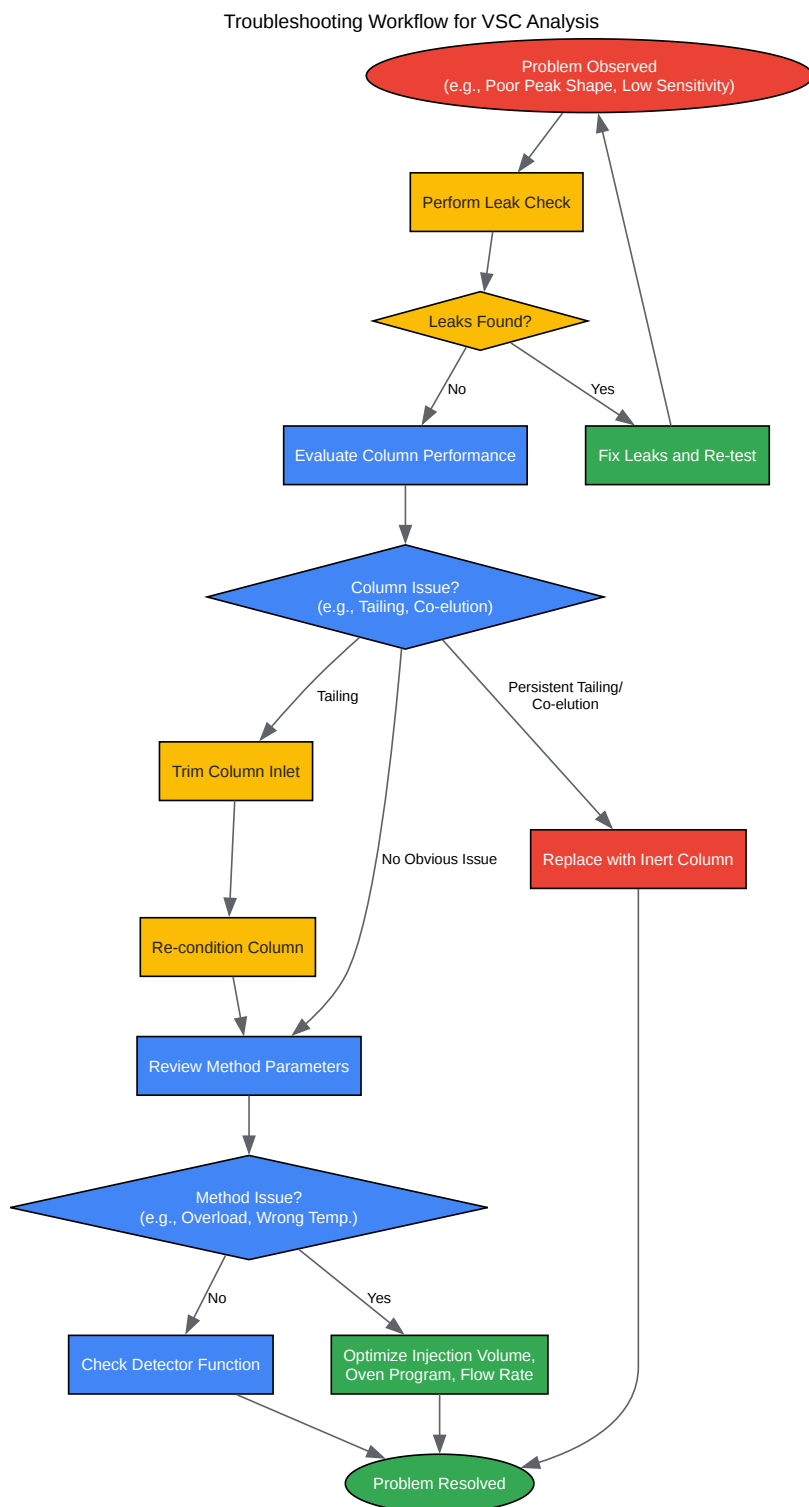 Troubleshooting Workflow for VSC Analysis
Problem Observed
(e.g., Poor Peak Shape, Low Sensitivity)
Perform Leak Check
Leaks Found?
No
Yes
Evaluate Column Performance
Fix Leaks and Re-test
Column Issue?
(e.g., Tailing, Co-elution)
Tailing
Persistent Tailing/
Co-elution
Trim Column Inlet
No Obvious Issue
Replace with Inert Column
Re-condition Column
Review Method Parameters
Method Issue?
(e.g., Overload, Wrong Temp.)
No
Yes
Check Detector Function
Optimize Injection Volume,
Oven Program, Flow Rate
Problem Resolved